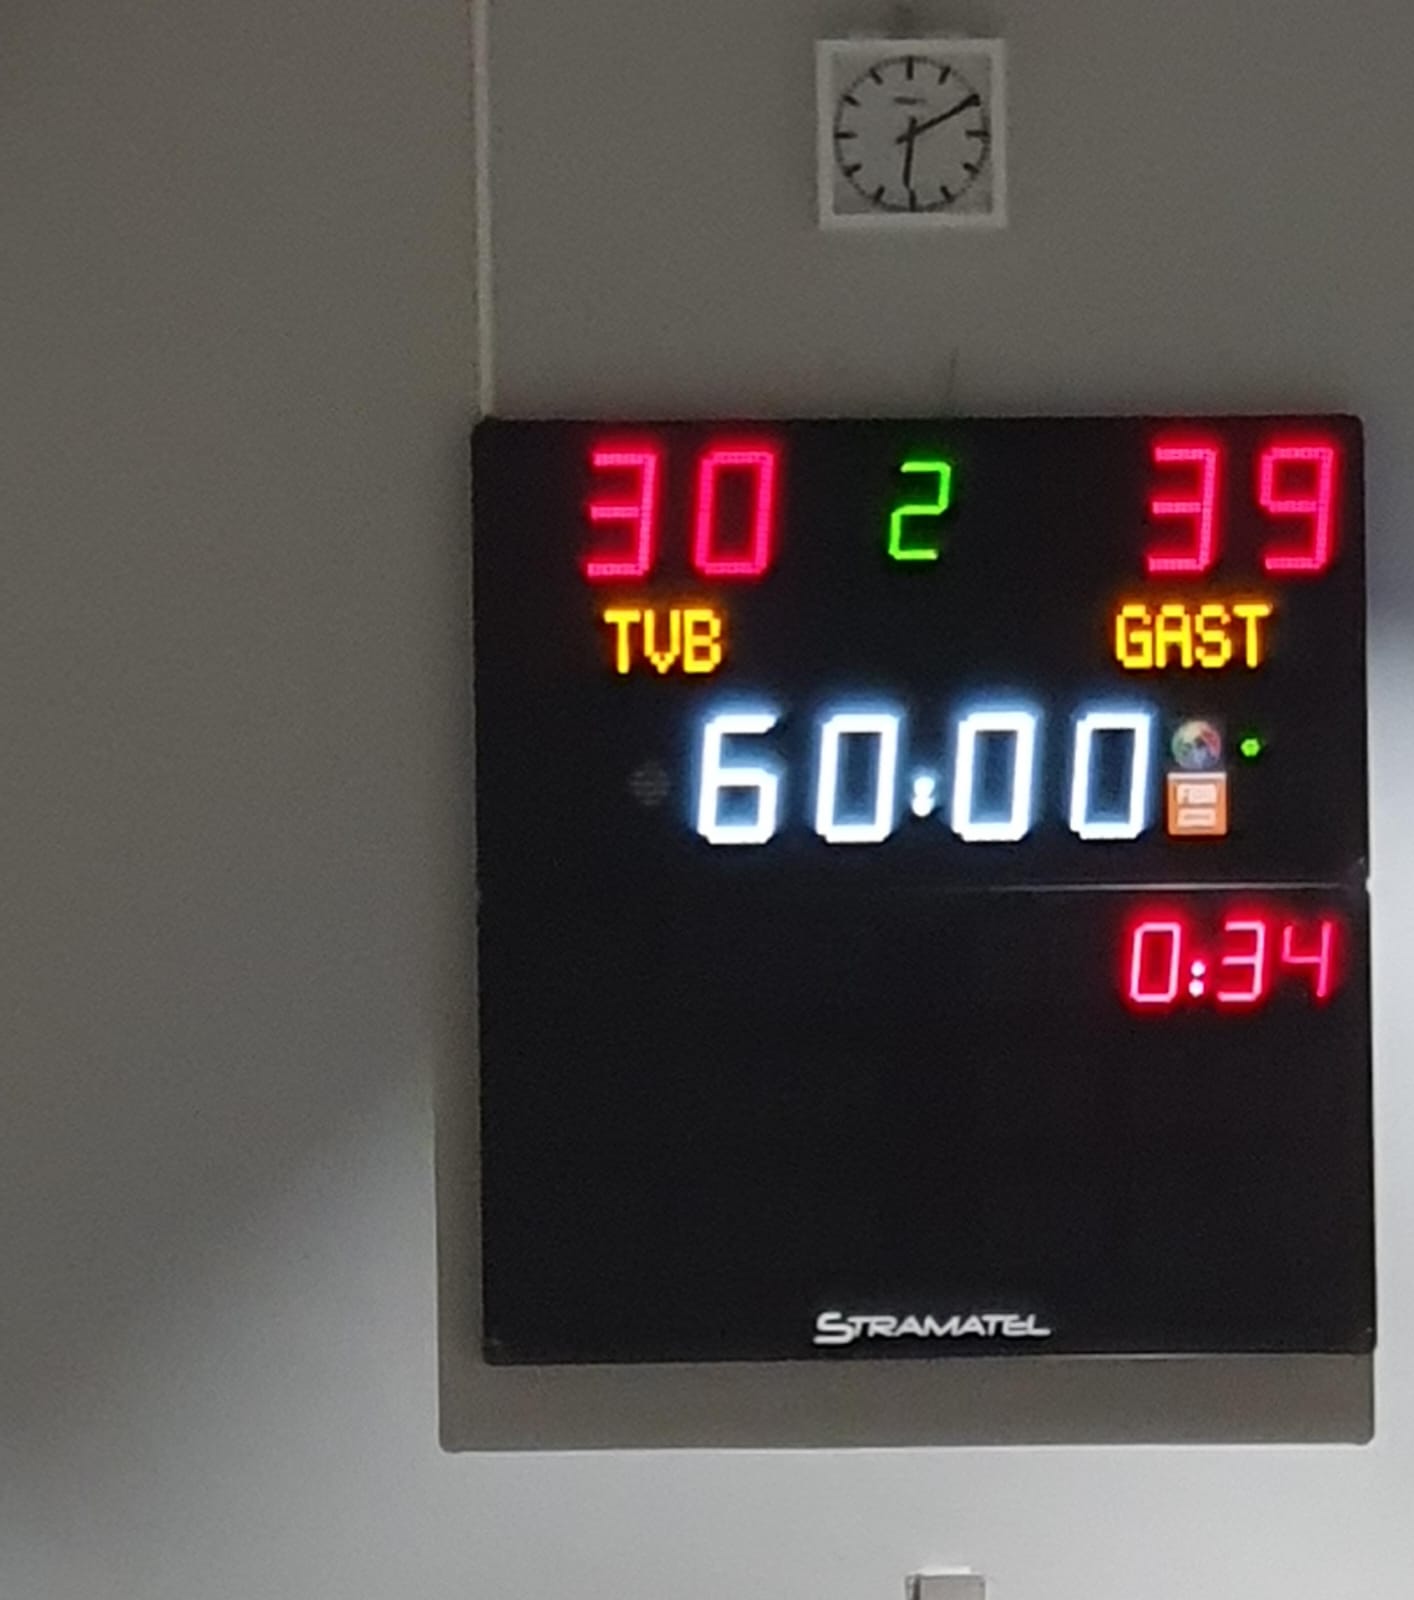 30 2 39
TVB GAST
60:00
0:34
STRAMATEL